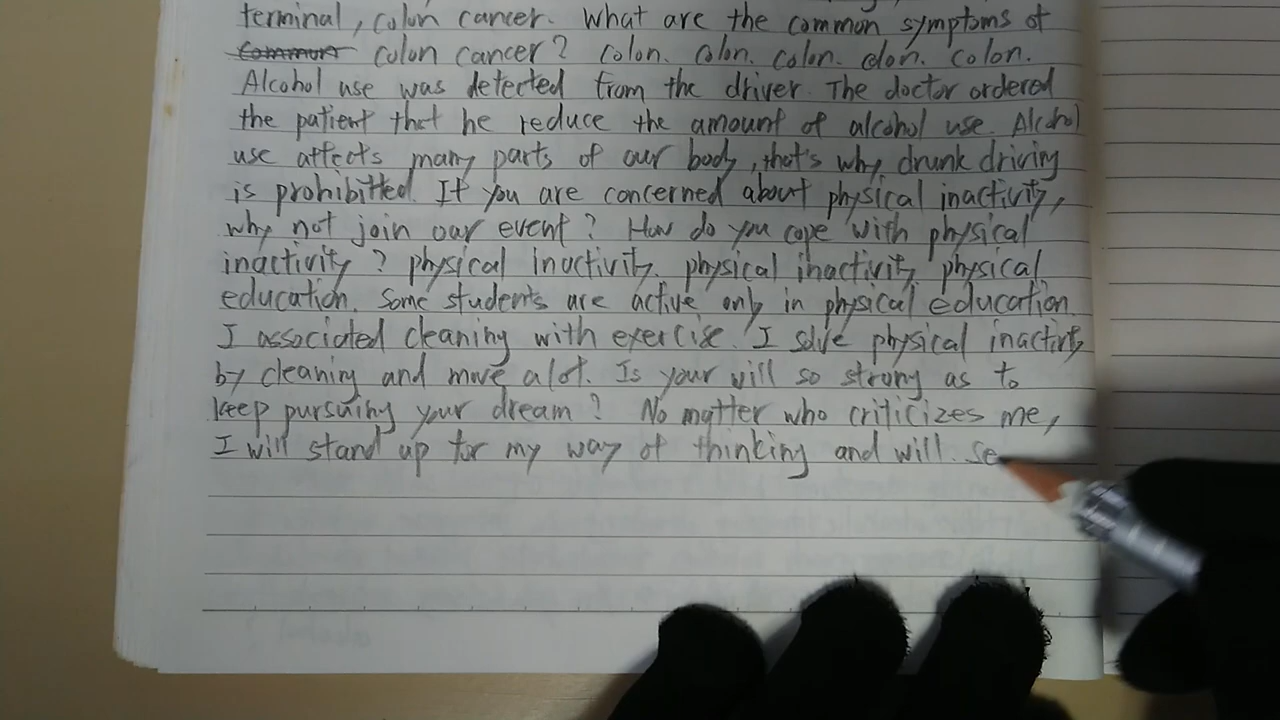 terminal, colon cancer. What are the common symptoms of
common colon cancer? colon. colon. colon. colon. colon.
Alcohol use was detected from the driver. The doctor ordered
the patient that he reduce the amount of alcohol use. Alcohol
use affects many parts of our body, that's why drunk driving
is prohibitted. If you are concerned about physical inactivity,
why not join our event? How do you cope with physical
inactivity? physical inactivity. physical inactivity physical
education. Some students are active only in physical education.
I associated cleaning with exercise. I solve physical inactivity
by cleaning and move alot. Is your will so strong as to
keep pursuing your dream? No matter who criticizes me,
I will stand up for my way of thinking and will. se